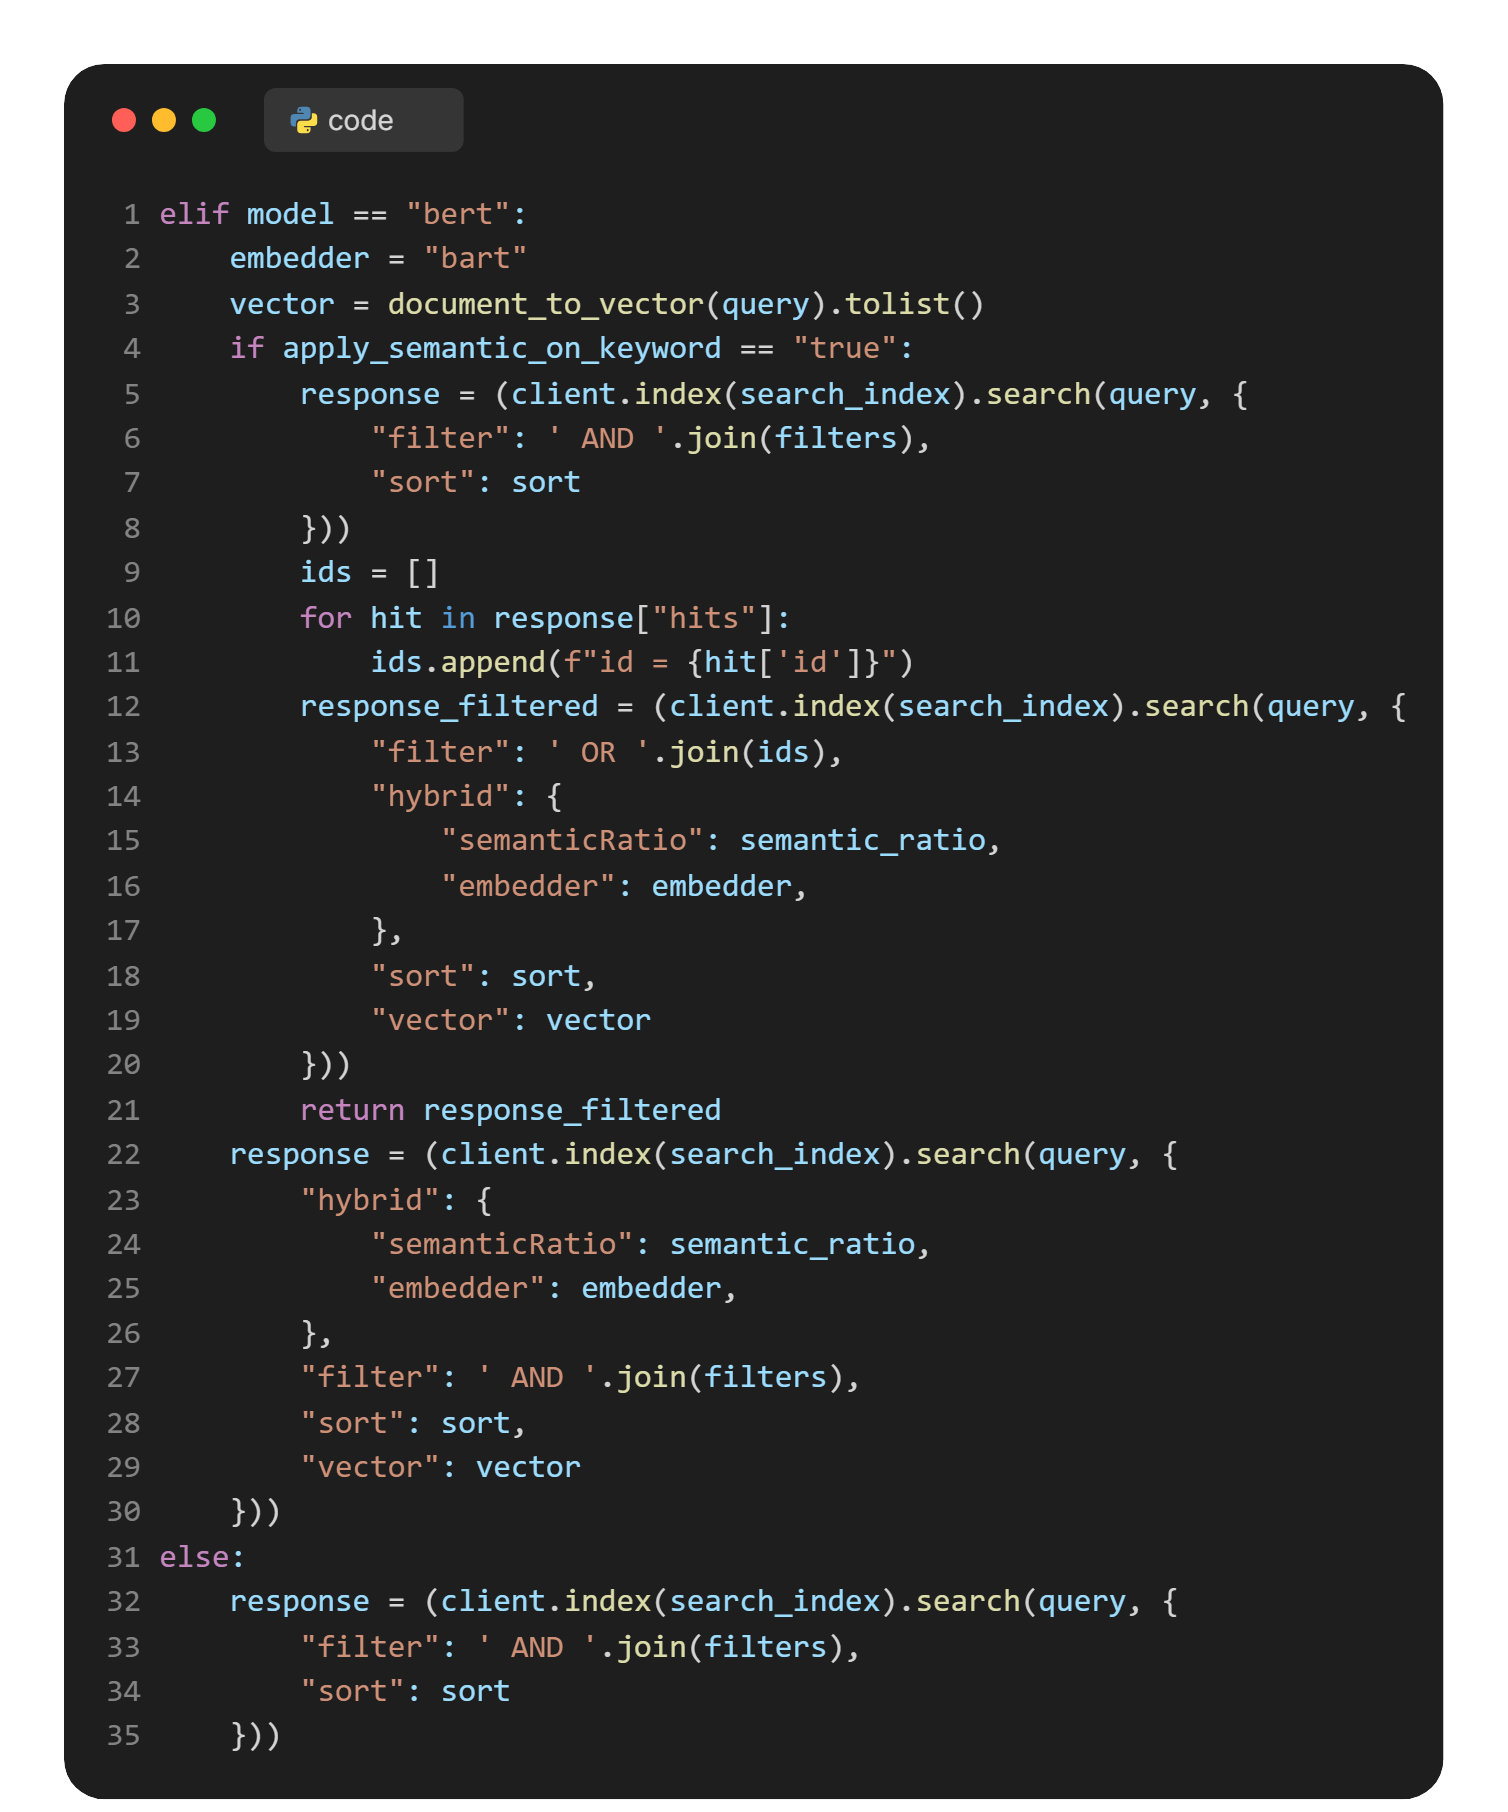 code
1 elif model == "bert":
2     embedder = "bart"
3     vector = document_to_vector(query).tolist()
4     if apply_semantic_on_keyword == "true":
5         response = (client.index(search_index).search(query, {
6             "filter": ' AND '.join(filters),
7             "sort": sort
8         }))
9         ids = []
10         for hit in response["hits"]:
11             ids.append(f"id = {hit['id']}")
12         response_filtered = (client.index(search_index).search(query, {
13             "filter": ' OR '.join(ids),
14             "hybrid": {
15                 "semanticRatio": semantic_ratio,
16                 "embedder": embedder,
17             },
18             "sort": sort,
19             "vector": vector
20         }))
21         return response_filtered
22     response = (client.index(search_index).search(query, {
23         "hybrid": {
24             "semanticRatio": semantic_ratio,
25             "embedder": embedder,
26         },
27         "filter": ' AND '.join(filters),
28         "sort": sort,
29         "vector": vector
30     }))
31 else:
32     response = (client.index(search_index).search(query, {
33         "filter": ' AND '.join(filters),
34         "sort": sort
35     }))